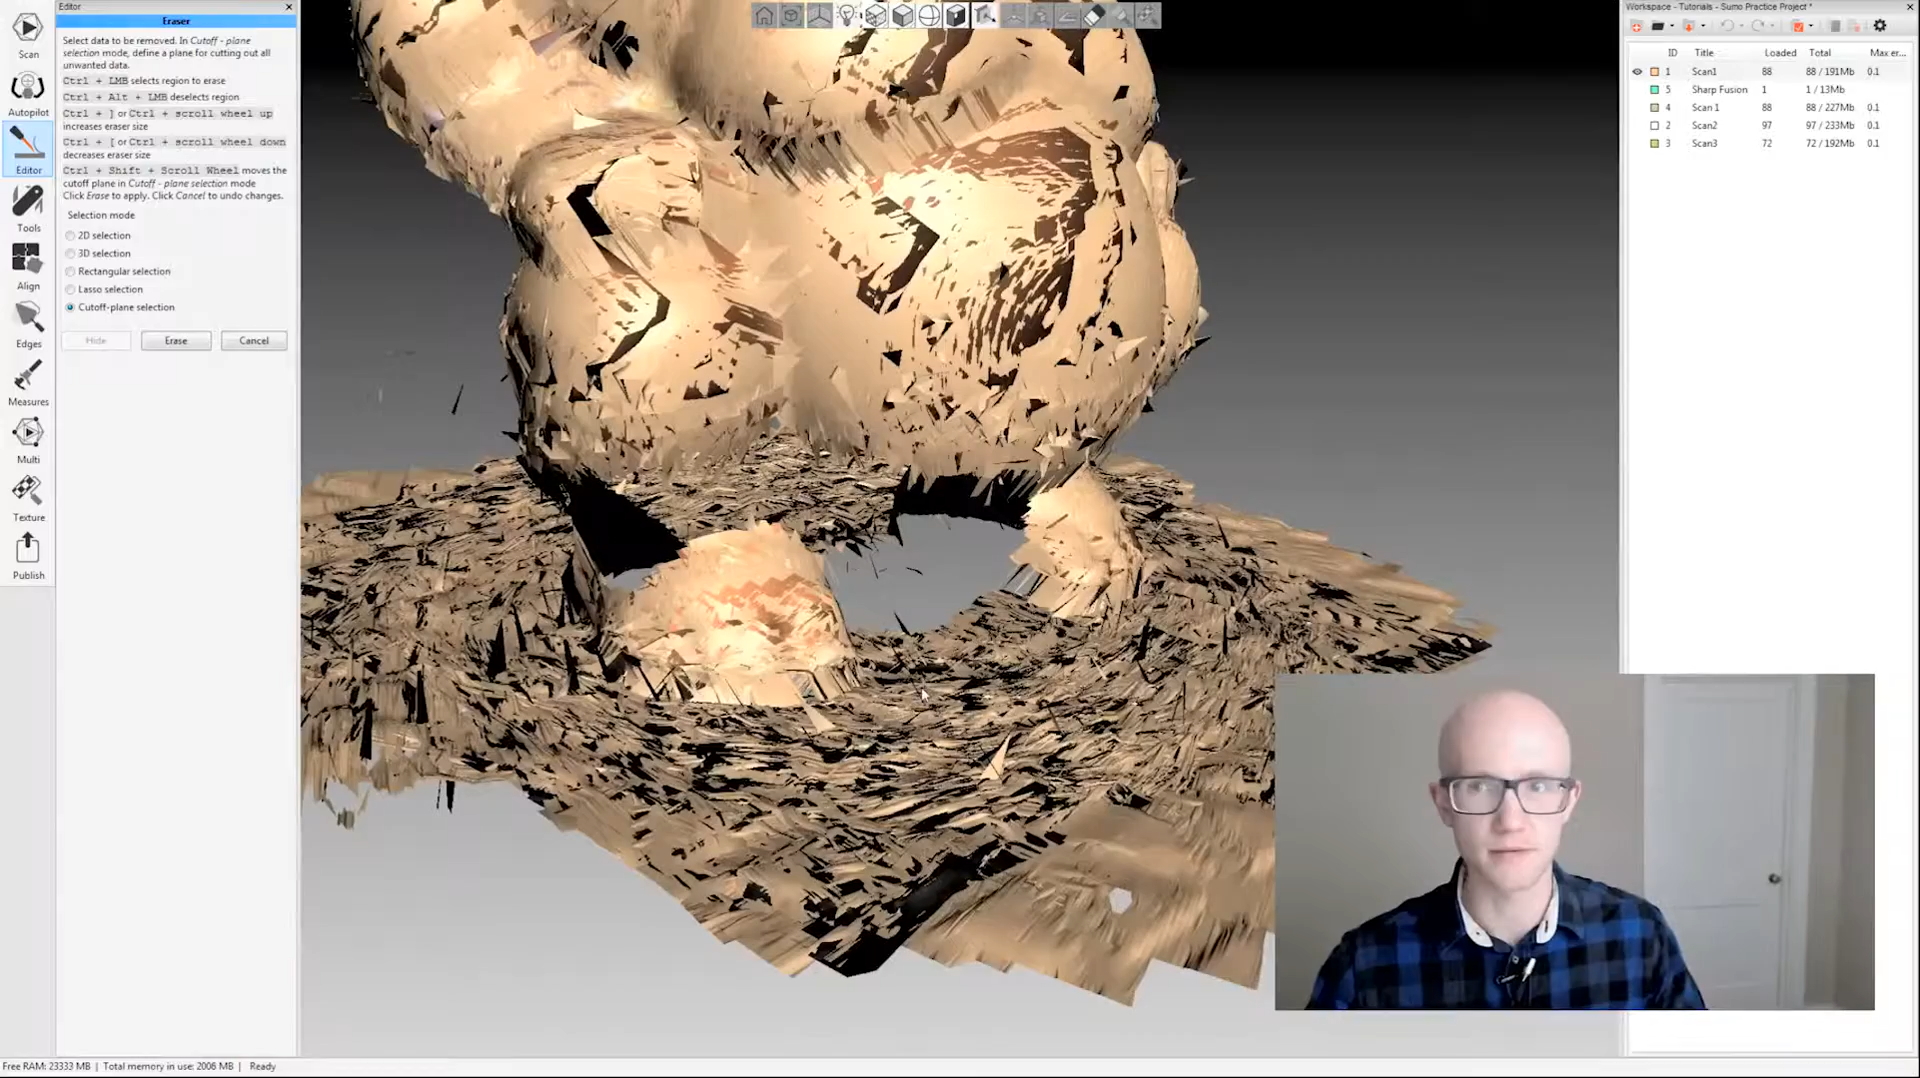 Editor
Eraser
Select data to be removed. In Cutoff - plane
selection mode, define a plane for cutting out all
unwanted data.
Ctrl + LMB selects region to erase
Ctrl + Alt + LMB deselects region
Ctrl + ] or Ctrl + scroll wheel up
increases eraser size
Ctrl + [ or Ctrl + scroll wheel down
decreases eraser size
Ctrl + Shift + Scroll Wheel moves the
cutoff plane in Cutoff - plane selection mode
Click Erase to apply. Click Cancel to undo changes.
Selection mode
2D selection
3D selection
Rectangular selection
Lasso selection
Cutoff-plane selection
Hide Erase Cancel
Scan
Autopilot
Editor
Tools
Align
Edges
Measures
Multi
Texture
Publish
Workspace - Tutorials - Sumo Practice Project *
ID Title Loaded Total Max er...
1 Scan1 88 88 / 191Mb 0.1
5 Sharp Fusion 1 1 / 13Mb
4 Scan 1 88 88 / 227Mb 0.1
2 Scan2 97 97 / 233Mb 0.1
3 Scan3 72 72 / 192Mb 0.1
Free RAM: 23333 MB | Total memory in use: 2006 MB | Ready